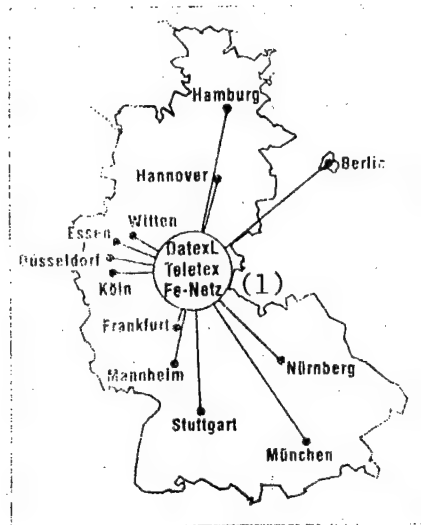 Hamburg
Berlin
Hannover
Witten
Essen
Düsseldorf
Köln
DatexL
Teletex
Fe-Netz
(1)
Frankfurt
Mannheim
Nürnberg
Stuttgart
München